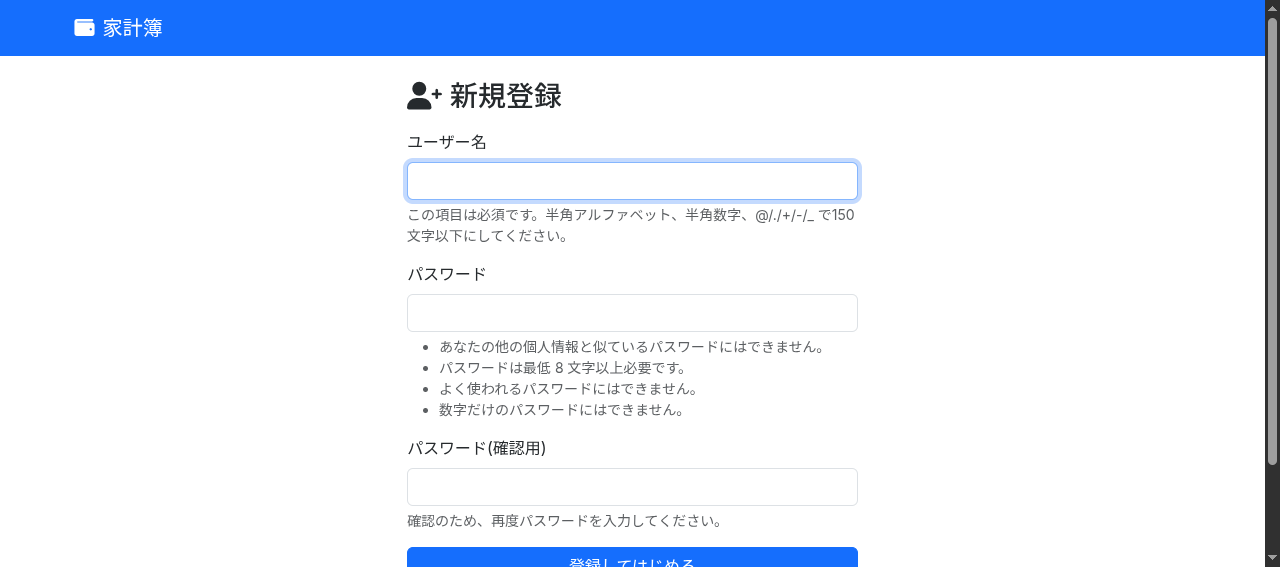 家計簿
新規登録
ユーザー名
この項目は必須です。半角アルファベット、半角数字、@/./+/-/_ で150
文字以下にしてください。
パスワード
あなたの他の個人情報と似ているパスワードにはできません。
パスワードは最低 8 文字以上必要です。
よく使われるパスワードにはできません。
数字だけのパスワードにはできません。
パスワード(確認用)
確認のため、再度パスワードを入力してください。
登録してはじめる